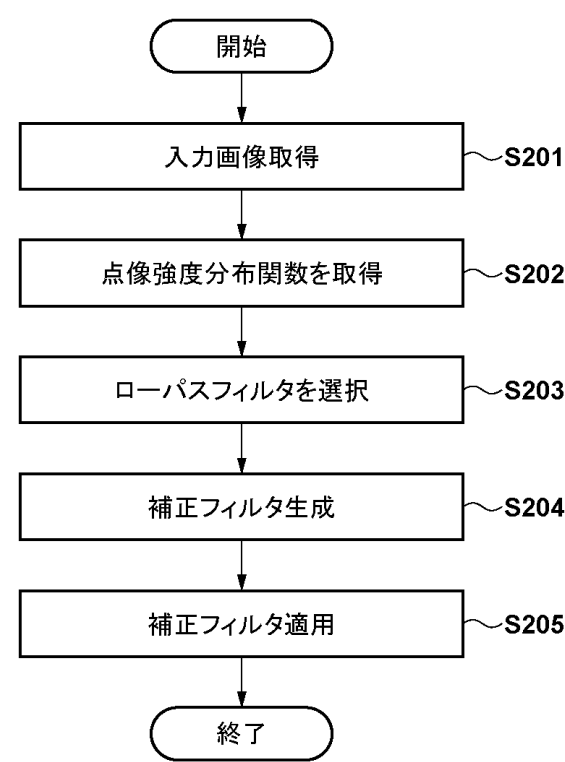 開始
入力画像取得 S201
点像強度分布関数を取得 S202
ローパスフィルタを選択 S203
補正フィルタ生成 S204
補正フィルタ適用 S205
終了